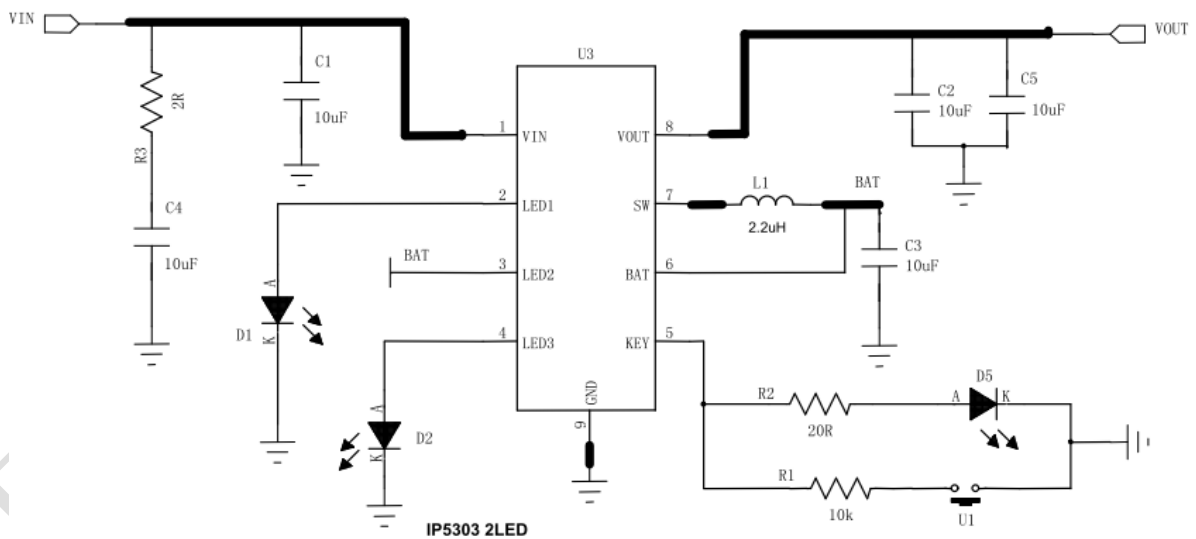 VIN
VOUT
U3
C1
10uF
2R
R3
C4
10uF
C2
10uF
C5
10uF
1
VIN
VOUT
8
2
LED1
SW
7
L1
2.2uH
BAT
BAT
3
LED2
BAT
6
C3
10uF
A
D1
K
4
LED3
KEY
5
GND
9
A
D2
K
R2
20R
A
D5
K
R1
10k
U1
IP5303 2LED